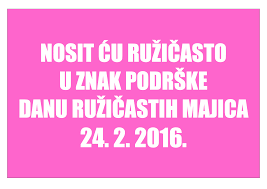 NOSIT ĆU RUŽIČASTO
U ZNAK PODRŠKE
DANU RUŽIČASTIH MAJICA
24. 2. 2016.